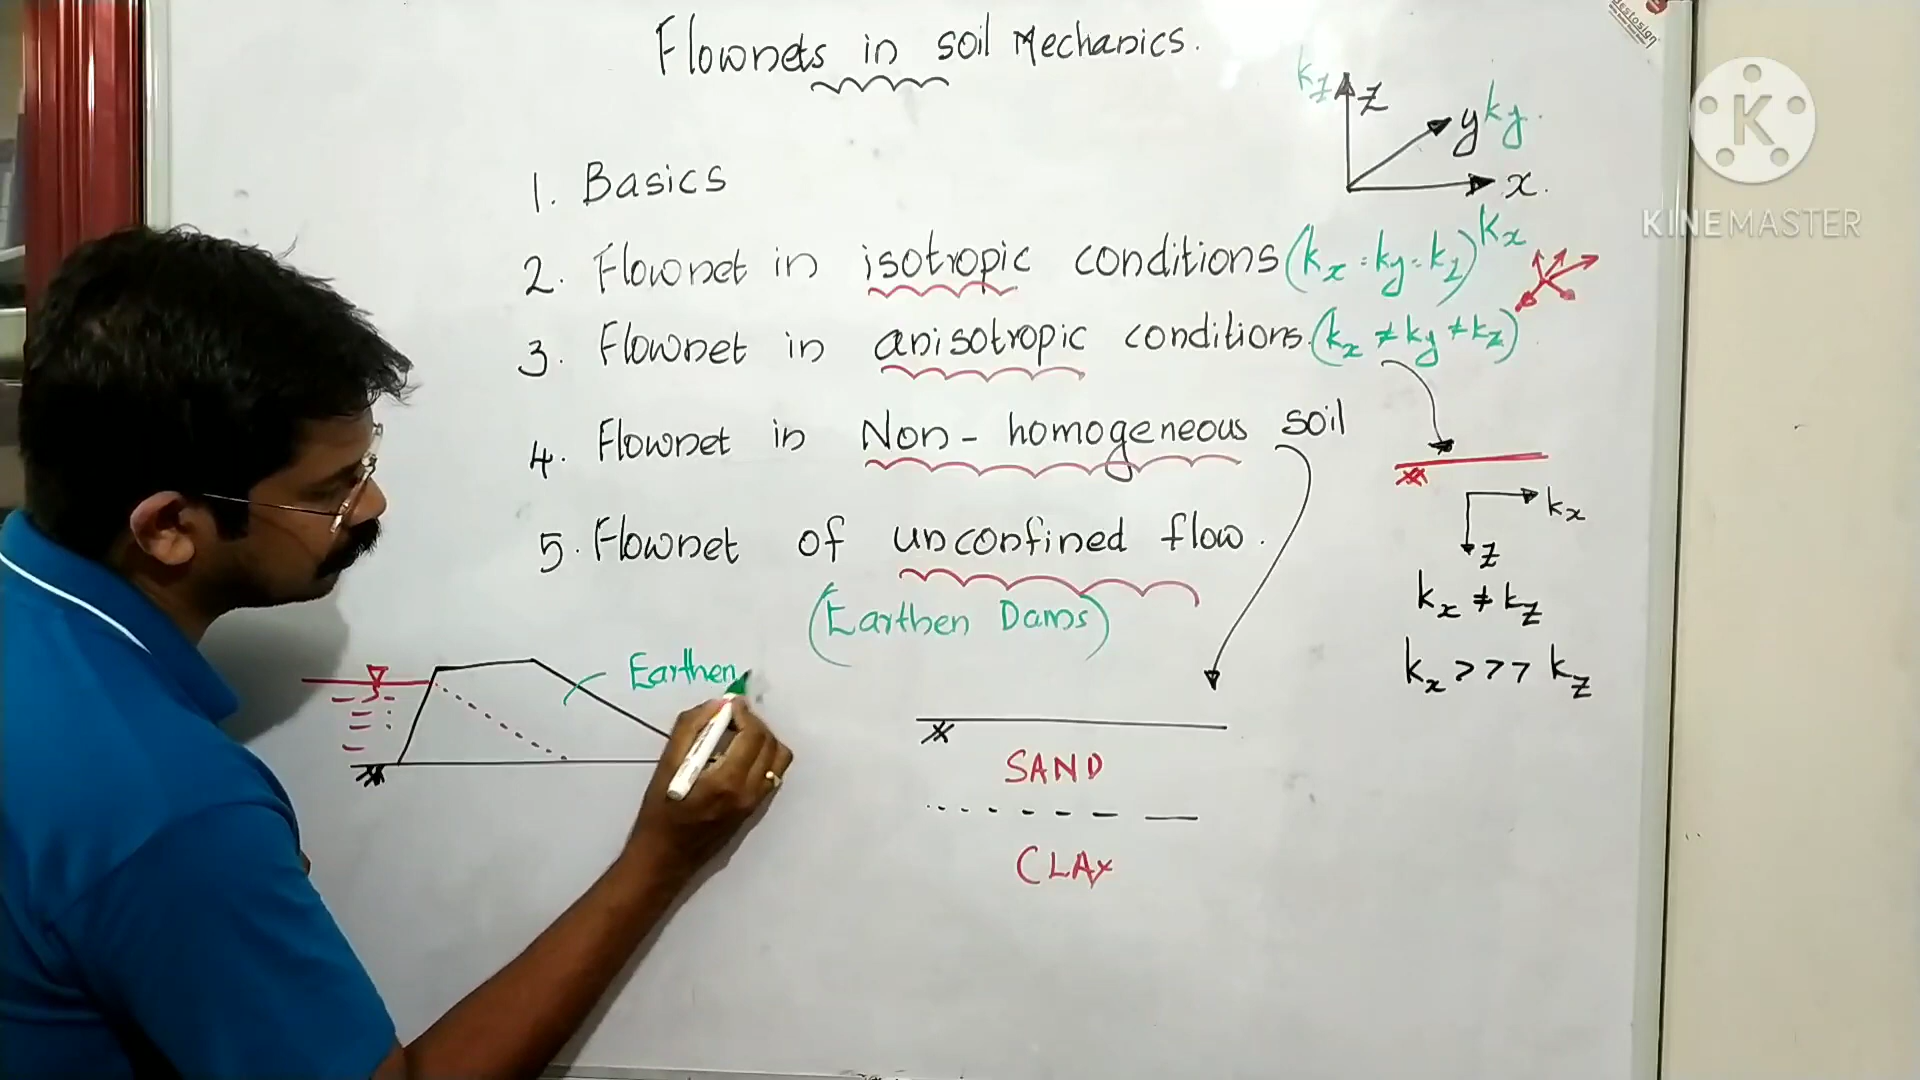 Flownets in soil Mechanics.
kz z
y ky.
x.
kx
1. Basics
2. Flownet in isotropic conditions (kx = ky = kz)
3. Flownet in anisotropic conditions. (kx ≠ ky ≠ kz)
4. Flownet in Non-homogeneous soil
5. Flownet of unconfined flow.
(Earthen Dams)
kx
z
kx ≠ kz
kx >>> kz
Earthen
SAND
CLAY
K
KINEMASTER